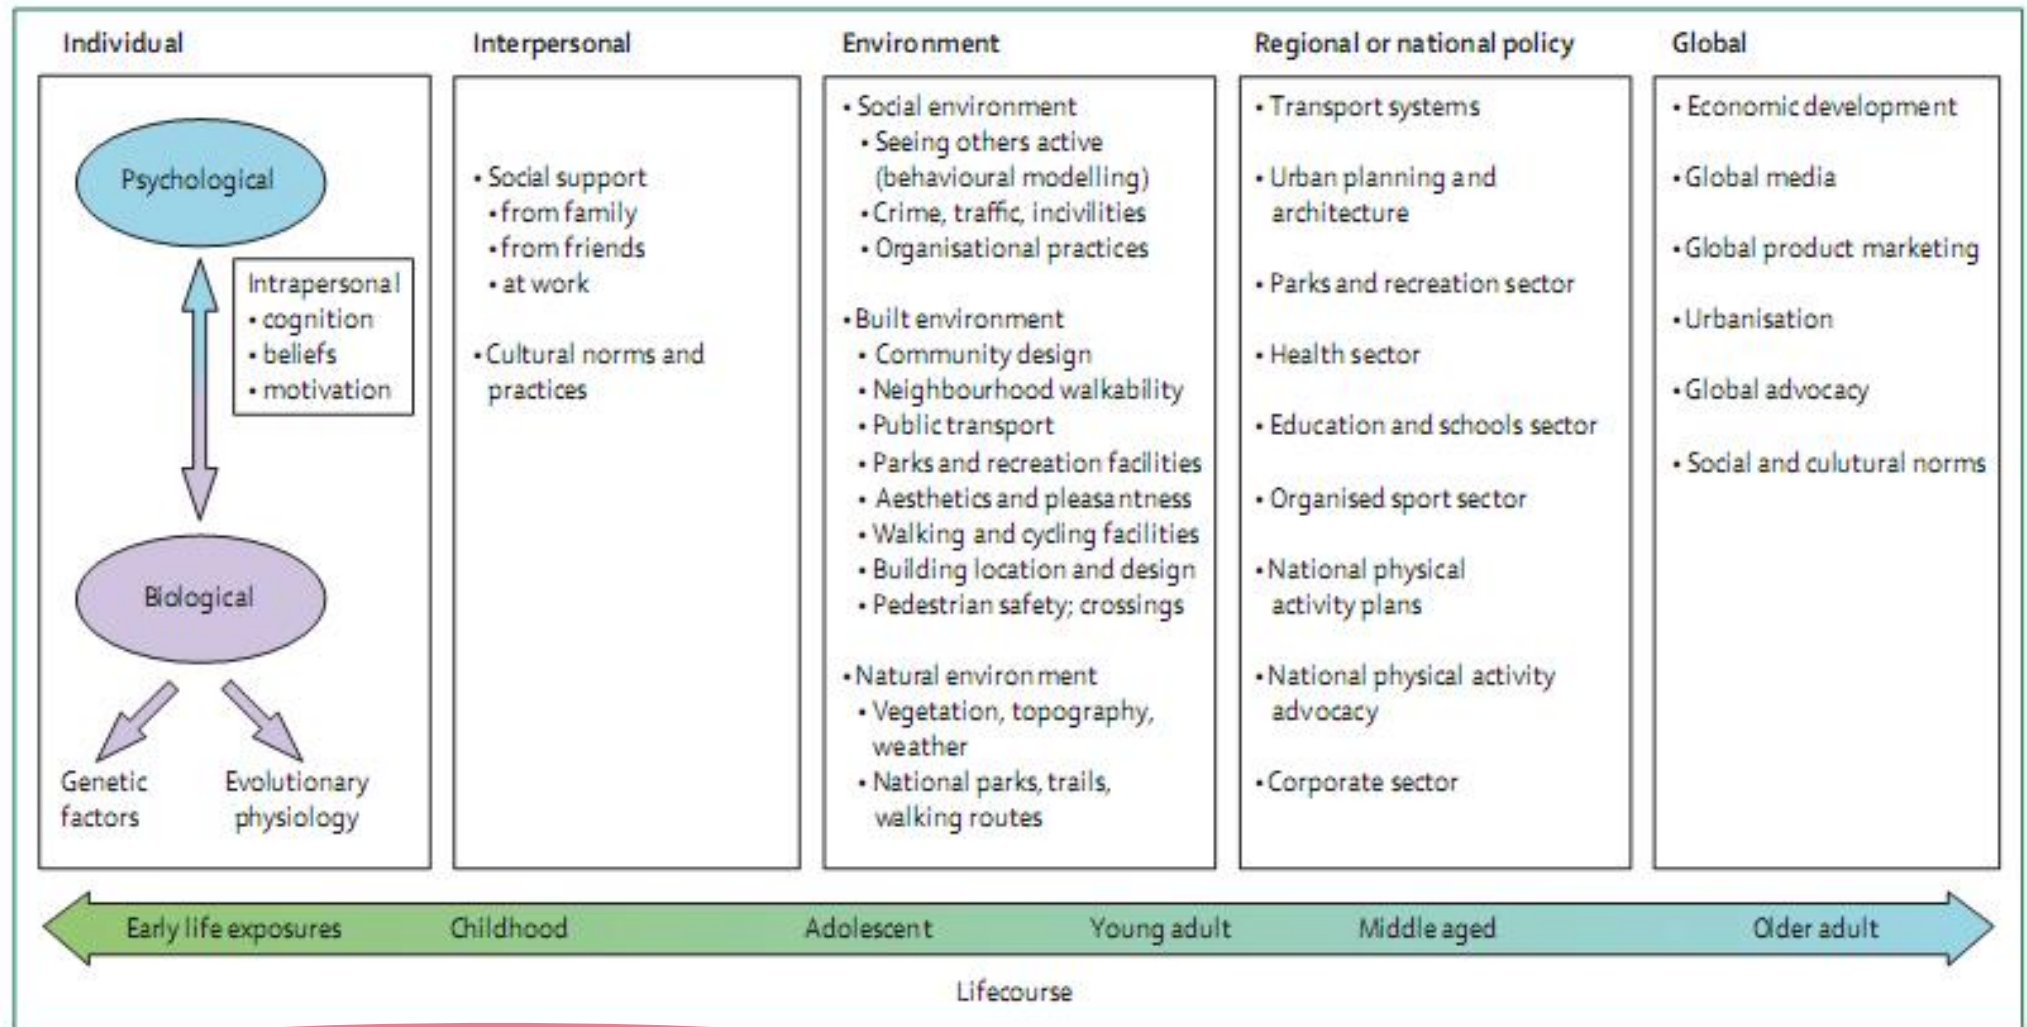 Individual
Psychological
Intrapersonal
• cognition
• beliefs
• motivation
Biological
Genetic
factors
Evolutionary
physiology
Interpersonal
• Social support
• from family
• from friends
• at work
• Cultural norms and
practices
Environment
• Social environment
• Seeing others active
(behavioural modelling)
• Crime, traffic, incivilities
• Organisational practices
• Built environment
• Community design
• Neighbourhood walkability
• Public transport
• Parks and recreation facilities
• Aesthetics and pleasantness
• Walking and cycling facilities
• Building location and design
• Pedestrian safety; crossings
• Natural environment
• Vegetation, topography,
weather
• National parks, trails,
walking routes
Regional or national policy
• Transport systems
• Urban planning and
architecture
• Parks and recreation sector
• Health sector
• Education and schools sector
• Organised sport sector
• National physical
activity plans
• National physical activity
advocacy
• Corporate sector
Global
• Economic development
• Global media
• Global product marketing
• Urbanisation
• Global advocacy
• Social and culutural norms
Early life exposures Childhood Adolescent Young adult Middle aged Older adult
Lifecourse